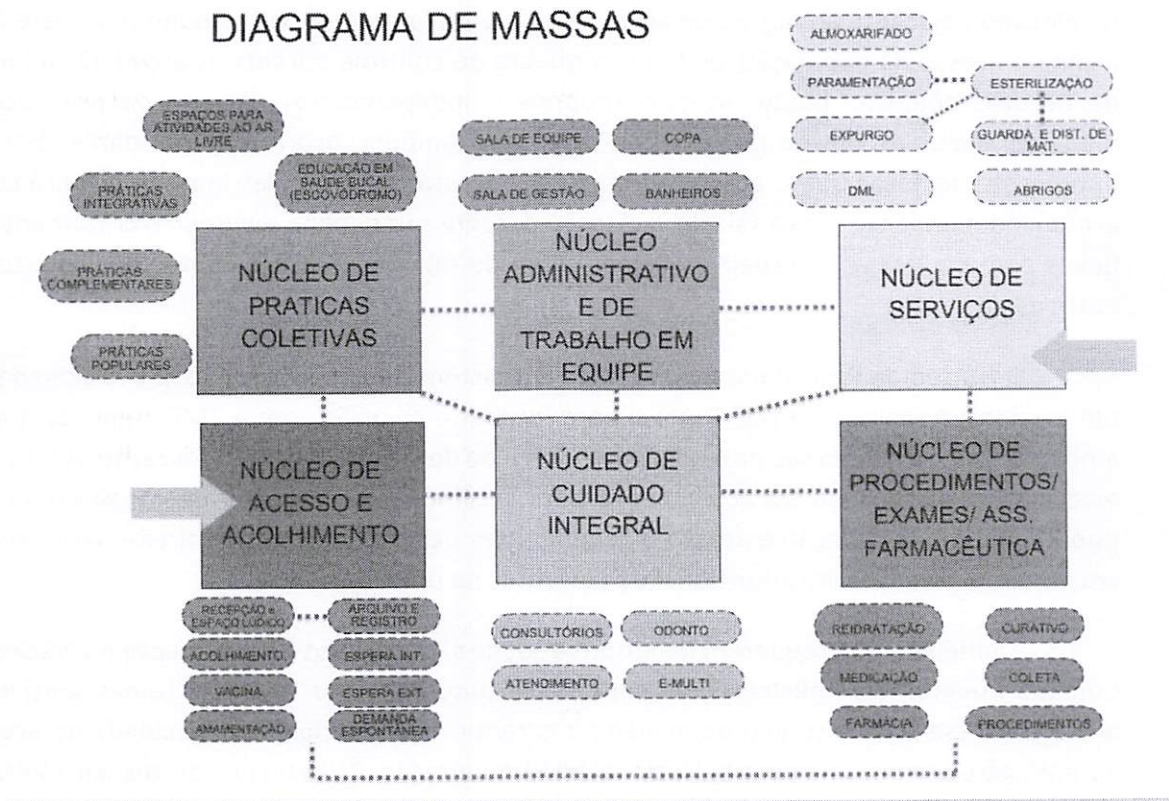 DIAGRAMA DE MASSAS
ALMOXARIFADO
PARAMENTAÇÃO
ESTERILIZAÇAO
EXPURGO
GUARDA E DIST. DE
MAT.
DML
ABRIGOS
ESPAÇOS PARA
ATIVIDADES AO AR
LIVRE
EDUCAÇÃO EM
SAÚDE BUCAL
(ESCOVÓDROMO)
PRÁTICAS
INTEGRATIVAS
PRÁTICAS
COMPLEMENTARES
PRÁTICAS
POPULARES
SALA DE EQUIPE
COPA
SALA DE GESTÃO
BANHEIROS
NÚCLEO DE
PRATICAS
COLETIVAS
NÚCLEO
ADMINISTRATIVO
E DE
TRABALHO EM
EQUIPE
NÚCLEO DE
SERVIÇOS
NÚCLEO DE
ACESSO E
ACOLHIMENTO
NÚCLEO DE
CUIDADO
INTEGRAL
NÚCLEO DE
PROCEDIMENTOS/
EXAMES/ ASS.
FARMACÊUTICA
RECEPÇÃO e
ESPAÇO LÚDICO
ARQUIVO E
REGISTRO
ACOLHIMENTO
ESPERA INT.
VACINA
ESPERA EXT.
AMAMENTAÇÃO
DEMANDA
ESPONTÂNEA
CONSULTÓRIOS
ODONTO
ATENDIMENTO
E-MULTI
REIDRATAÇÃO
CURATIVO
MEDICAÇÃO
COLETA
FARMÁCIA
PROCEDIMENTOS